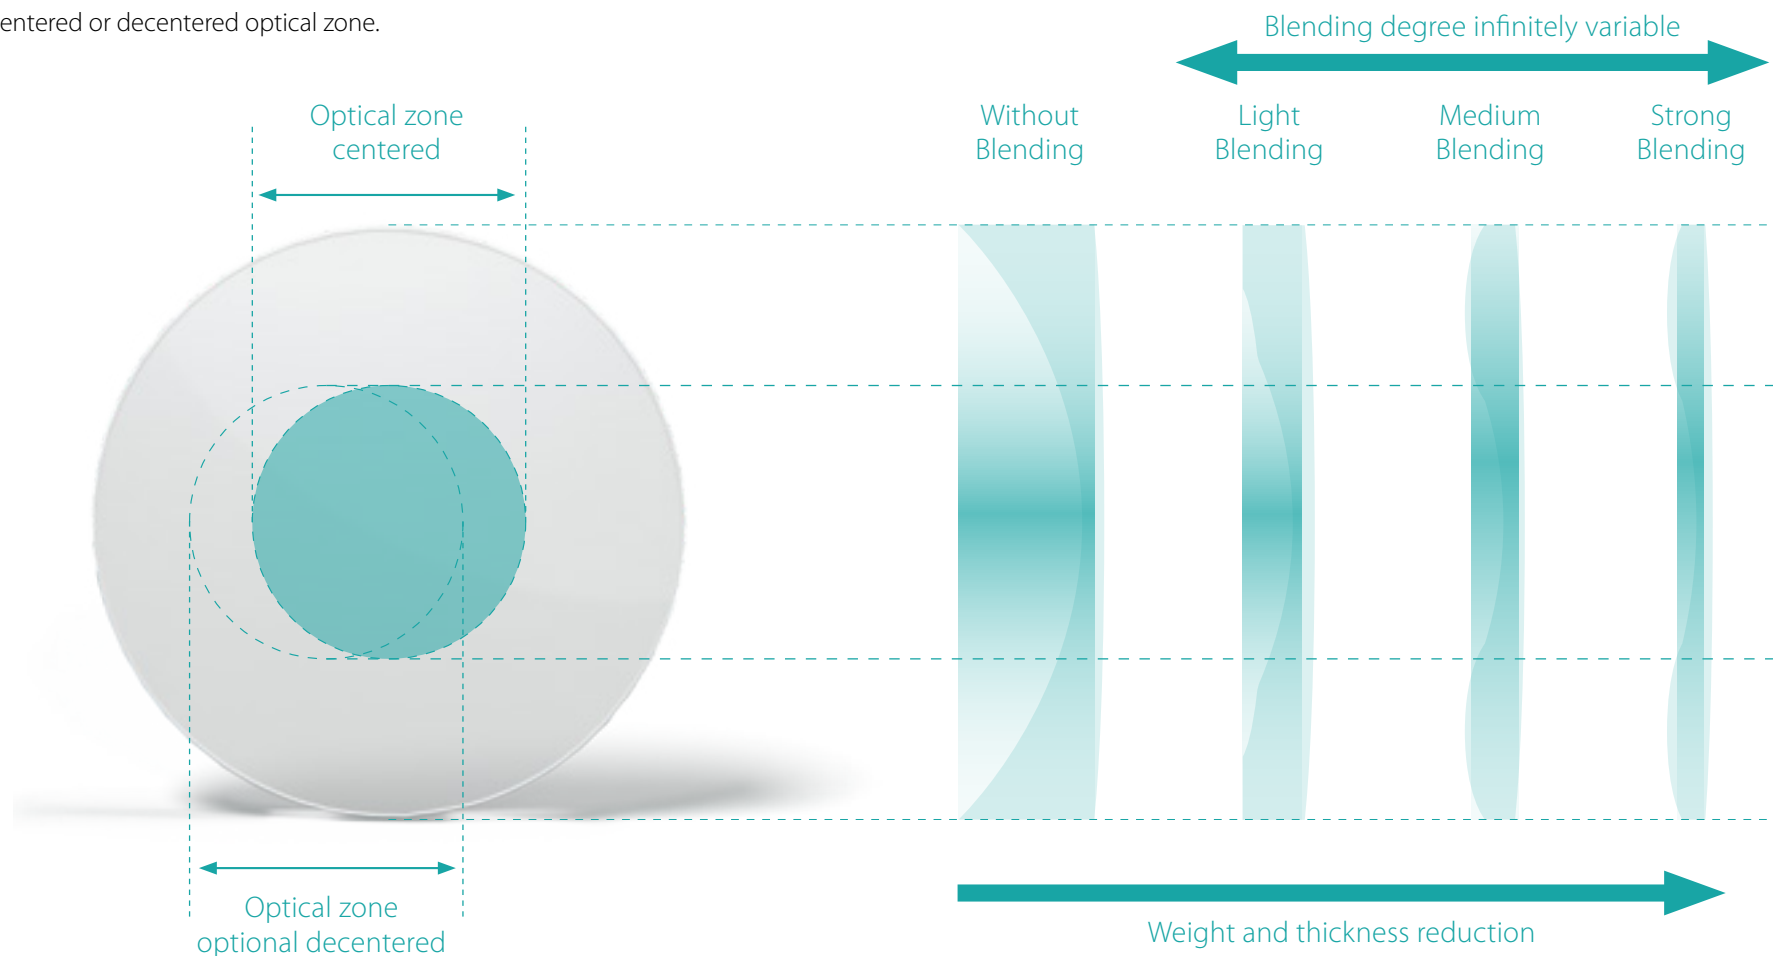 entered or decentered optical zone.
Blending degree infinitely variable
Optical zone
centered
Without
Blending
Light
Blending
Medium
Blending
Strong
Blending
Optical zone
optional decentered
Weight and thickness reduction